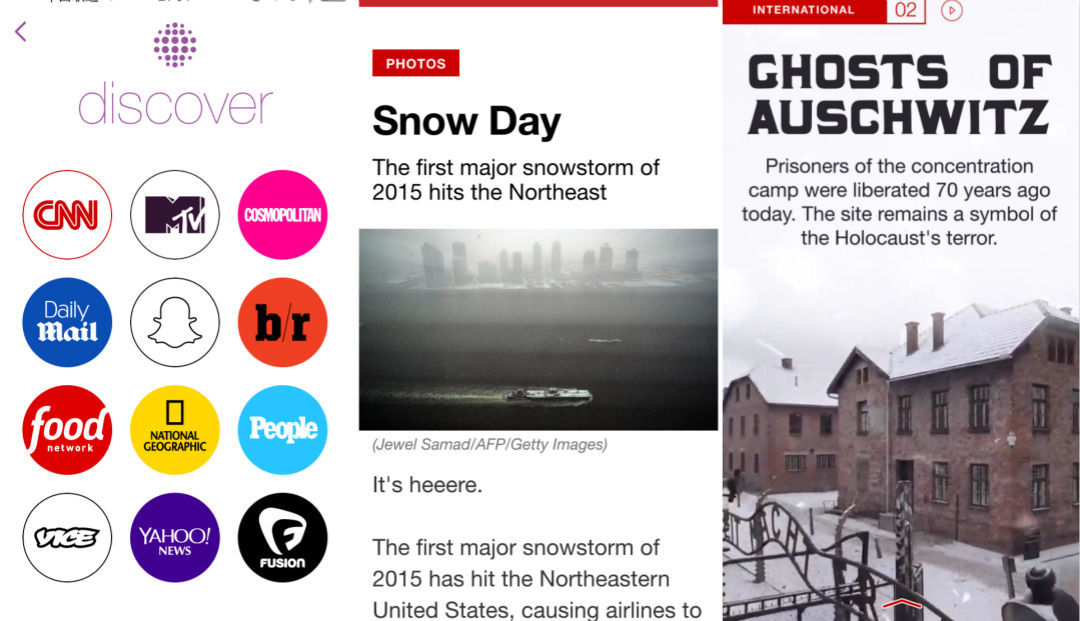 discover
CNN
MTV
COSMOPOLITAN
Daily
Mail
b/r
food
network
NATIONAL
GEOGRAPHIC
People
VICE
YAHOO!
NEWS
FUSION
PHOTOS
Snow Day
The first major snowstorm of
2015 hits the Northeast
(Jewel Samad/AFP/Getty Images)
It's heeere.
The first major snowstorm of
2015 has hit the Northeastern
United States, causing airlines to
INTERNATIONAL
02
GHOSTS OF
AUSCHWITZ
Prisoners of the concentration
camp were liberated 70 years ago
today. The site remains a symbol of
the Holocaust's terror.